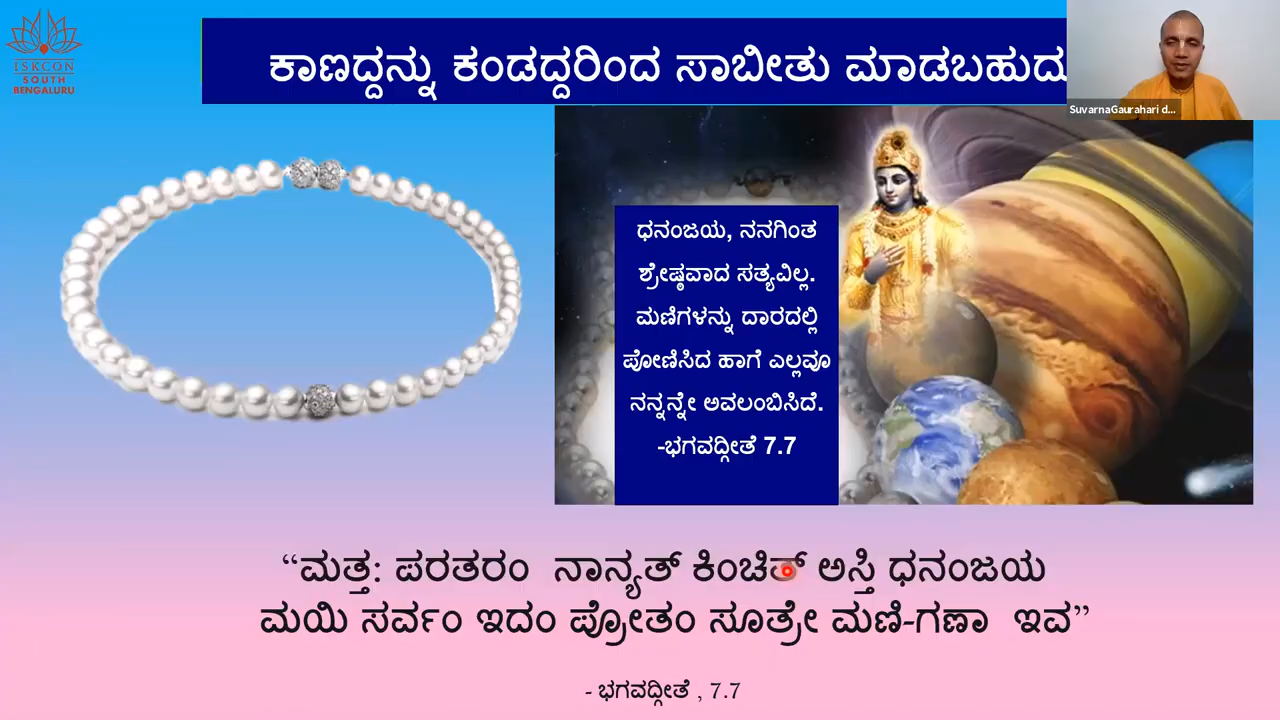 ISKCON
SOUTH
BENGALURU
ಕಾಣದ್ದನ್ನು ಕಂಡದ್ದರಿಂದ ಸಾಬೀತು ಮಾಡಬಹುದು
SuvarnaGaurahari d...
ಧನಂಜಯ, ನನಗಿಂತ
ಶ್ರೇಷ್ಠವಾದ ಸತ್ಯವಿಲ್ಲ.
ಮಣಿಗಳನ್ನು ದಾರದಲ್ಲಿ
ಪೋಣಿಸಿದ ಹಾಗೆ ಎಲ್ಲವೂ
ನನ್ನನ್ನೇ ಅವಲಂಬಿಸಿದೆ.
-ಭಗವದ್ಗೀತೆ 7.7
“ಮತ್ತ: ಪರತರಂ ನಾನ್ಯತ್ ಕಿಂಚಿತ್ ಅಸ್ತಿ ಧನಂಜಯ
ಮಯಿ ಸರ್ವಂ ಇದಂ ಪ್ರೋತಂ ಸೂತ್ರೇ ಮಣಿ-ಗಣಾ ಇವ”
- ಭಗವದ್ಗೀತೆ , 7.7